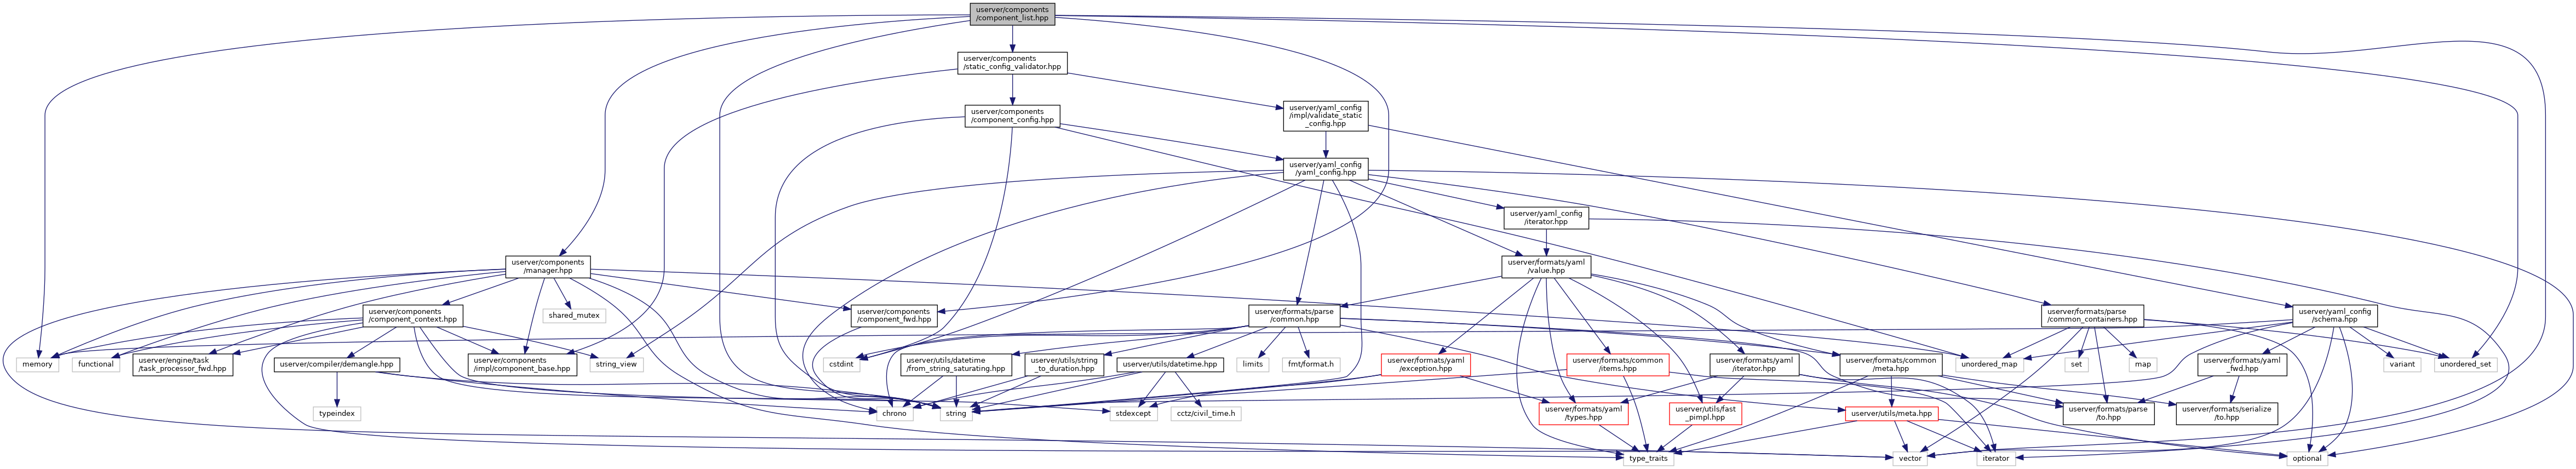 userver/components
/component_list.hpp
userver/components
/static_config_validator.hpp
userver/components
/component_config.hpp
userver/yaml_config
/impl/validate_static
_config.hpp
userver/yaml_config
/yaml_config.hpp
userver/yaml_config
/iterator.hpp
userver/components
/manager.hpp
userver/formats/yaml
/value.hpp
userver/components
/component_context.hpp
shared_mutex
userver/components
/component_fwd.hpp
userver/formats/parse
/common.hpp
userver/formats/parse
/common_containers.hpp
userver/yaml_config
/schema.hpp
memory
functional
userver/engine/task
/task_processor_fwd.hpp
userver/compiler/demangle.hpp
userver/components
/impl/component_base.hpp
string_view
cstdint
userver/utils/datetime
/from_string_saturating.hpp
userver/utils/string
_to_duration.hpp
userver/utils/datetime.hpp
limits
fmt/format.h
userver/formats/yaml
/exception.hpp
userver/formats/common
/items.hpp
userver/formats/yaml
/iterator.hpp
userver/formats/common
/meta.hpp
unordered_map
set
map
userver/formats/yaml
_fwd.hpp
variant
unordered_set
typeindex
chrono
string
stdexcept
cctz/civil_time.h
userver/formats/yaml
/types.hpp
userver/utils/fast
_pimpl.hpp
userver/utils/meta.hpp
userver/formats/parse
/to.hpp
userver/formats/serialize
/to.hpp
type_traits
vector
iterator
optional